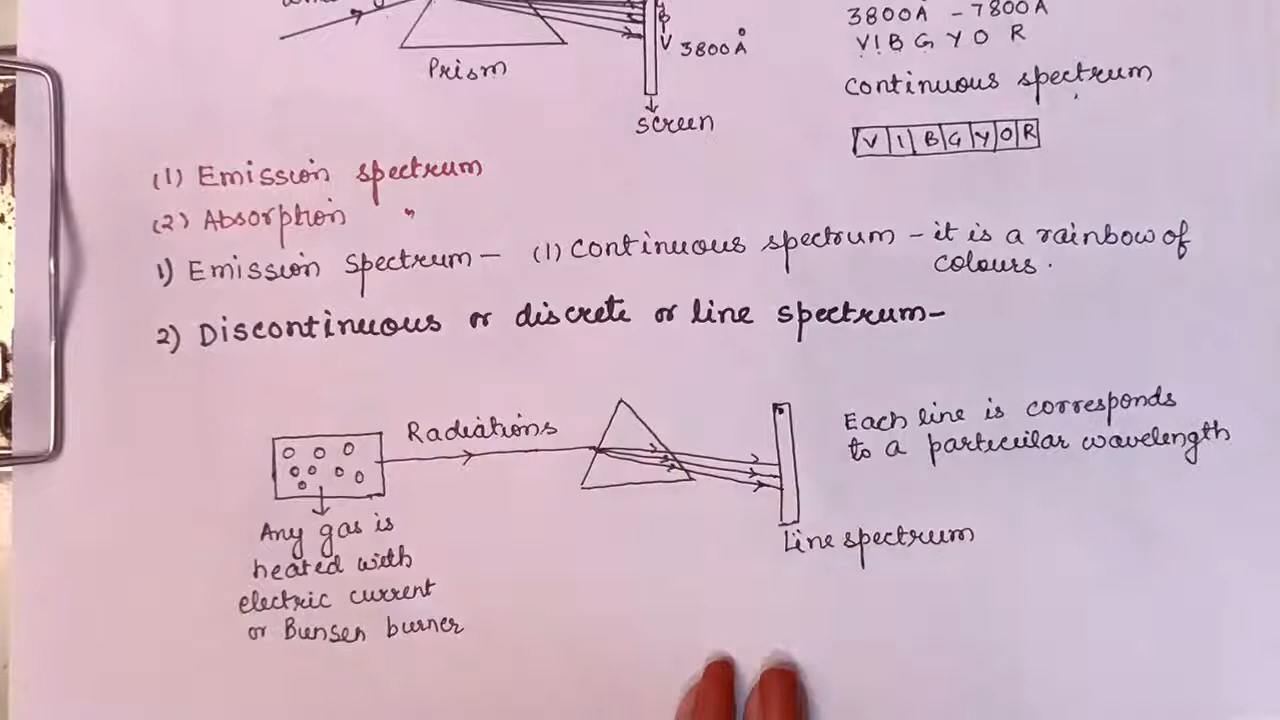 3800A - 7800A
B
V 3800Å
VIBGYOR
Prism
continuous spectrum
screen
V I B G Y O R
(1) Emission spectrum
(2) Absorption "
1) Emission spectrum - (1) continuous spectrum - it is a rainbow of
colours.
2) Discontinuous or discrete or line spectrum-
Radiations
Each line is corresponds
to a particular wavelength
Any gas is
heated with
electric current
or Bunsen burner
Line spectrum